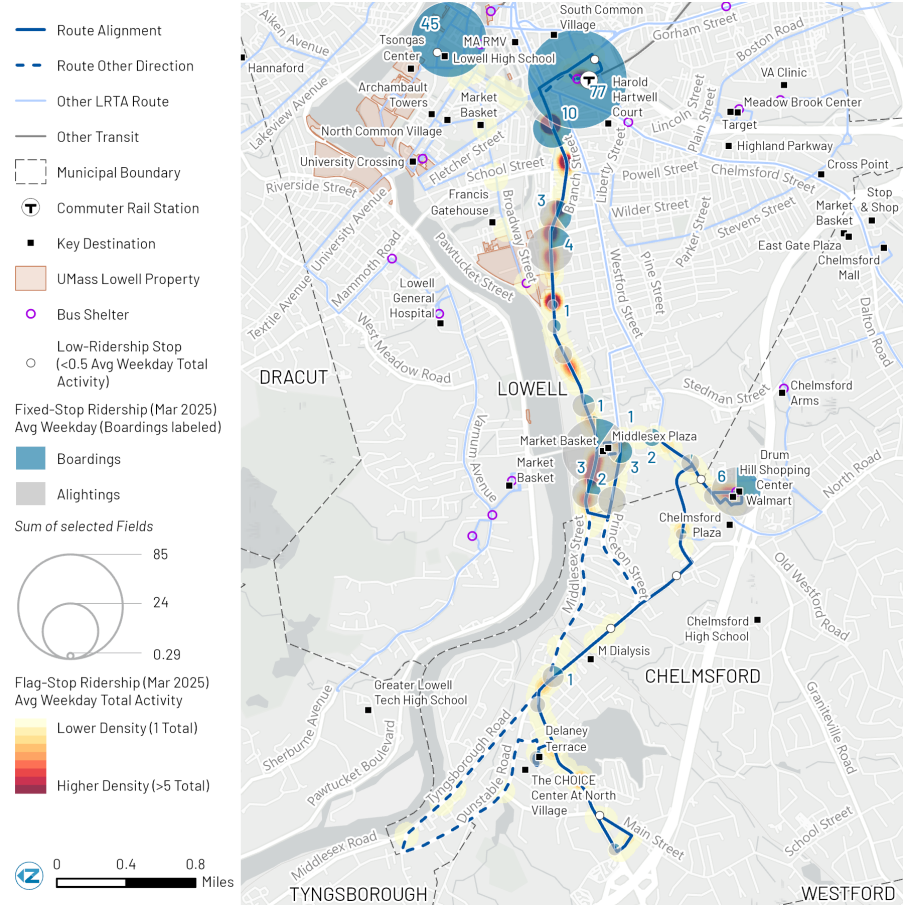 Route Alignment
Route Other Direction
Other LRTA Route
Other Transit
Municipal Boundary
T
Commuter Rail Station
Key Destination
UMass Lowell Property
Bus Shelter
Low-Ridership Stop
(<0.5 Avg Weekday Total
Activity)
Fixed-Stop Ridership (Mar 2025)
Avg Weekday (Boardings labeled)
Boardings
Alightings
Sum of selected Fields
85
24
0.29
Flag-Stop Ridership (Mar 2025)
Avg Weekday Total Activity
Lower Density (1 Total)
Higher Density (>5 Total)
Z
0 0.4 0.8
Miles
Aiken Avenue
Hannaford
Lakeview Avenue
45
Tsongas
Center
MA RMV
Lowell High School
South Common
Village
Gorham Street
Boston Road
Archambault
Towers
Market
Basket
North Common Village
77
T
Harold
Hartwell
Court
10
VA Clinic
Meadow Brook Center
Target
Lincoln Street
Plain Street
Highland Parkway
University Crossing
Fletcher Street
School Street
Branch Street
Liberty Street
Powell Street
Chelmsford Street
Cross Point
Riverside Street
University Avenue
Francis
Gatehouse
Broadway Street
3
4
Wilder Street
Stevens Street
Parker Street
Stop
& Shop
Market
Basket
East Gate Plaza
Chelmsford
Mall
Textile Avenue
Mammoth Road
Pawtucket Street
Westford Street
Pine Street
Dalton Road
Lowell
General
Hospital
1
West Meadow Road
DRACUT
LOWELL
Stedman Street
Chelmsford
Arms
1
1
Varnum Avenue
Market Basket
Middlesex Plaza
Market
Basket
3
2
3
2
6
Drum
Hill Shopping
Center
Walmart
North Road
Chelmsford
Plaza
Middlesex Street
Princeton Street
Old Westford Road
Chelmsford
High School
M Dialysis
CHELMSFORD
1
Greater Lowell
Tech High School
Sherburne Avenue
Pawtucket Boulevard
Tyngsborough Road
Dunstable Road
Delaney
Terrace
The CHOICE
Center At North
Village
Graniteville Road
Main Street
School Street
Middlesex Road
TYNGSBOROUGH
WESTFORD